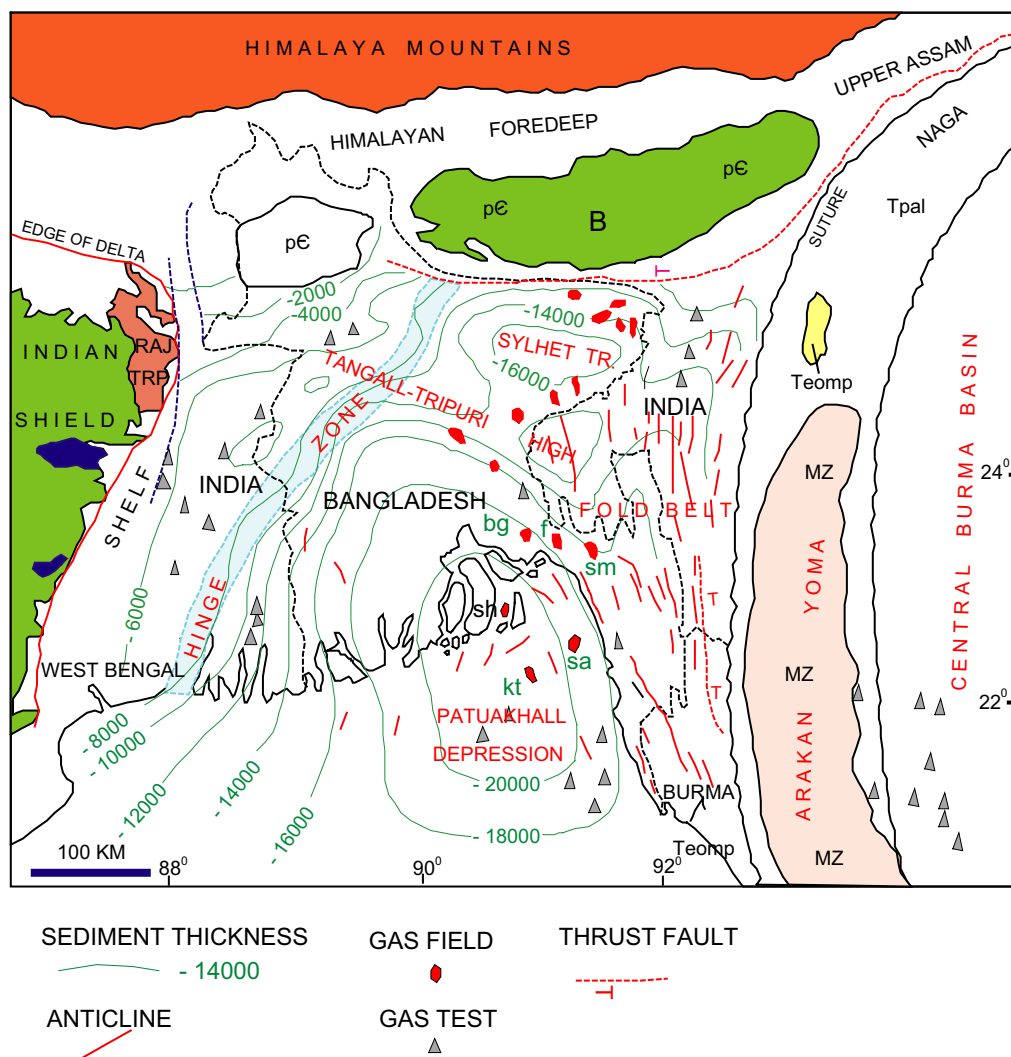 HIMALAYA MOUNTAINS
UPPER ASSAM
HIMALAYAN FOREDEEP
NAGA
pЄ
pЄ
B
Tpal
SUTURE
EDGE OF DELTA
pЄ
T
-2000
-4000
-14000
RAJ
TRP
INDIAN
SHIELD
SYLHET TR.
-16000
TANGALL-TRIPURI
HIGH
ZONE
HINGE
Teomp
INDIA
INDIA
SHELF
BANGLADESH
FOLD BELT
MZ
24⁰
CENTRAL BURMA BASIN
bg
f
sm
sh
sa
kt
T
T
YOMA
ARAKAN
MZ
MZ
- 6000
WEST BENGAL
22⁰
PATUAKHALL
DEPRESSION
- 8000
- 10000
- 12000
- 14000
- 16000
- 20000
- 18000
BURMA
Teomp
100 KM
88⁰
90⁰
92⁰
SEDIMENT THICKNESS
- 14000
GAS FIELD
THRUST FAULT
T
ANTICLINE
GAS TEST